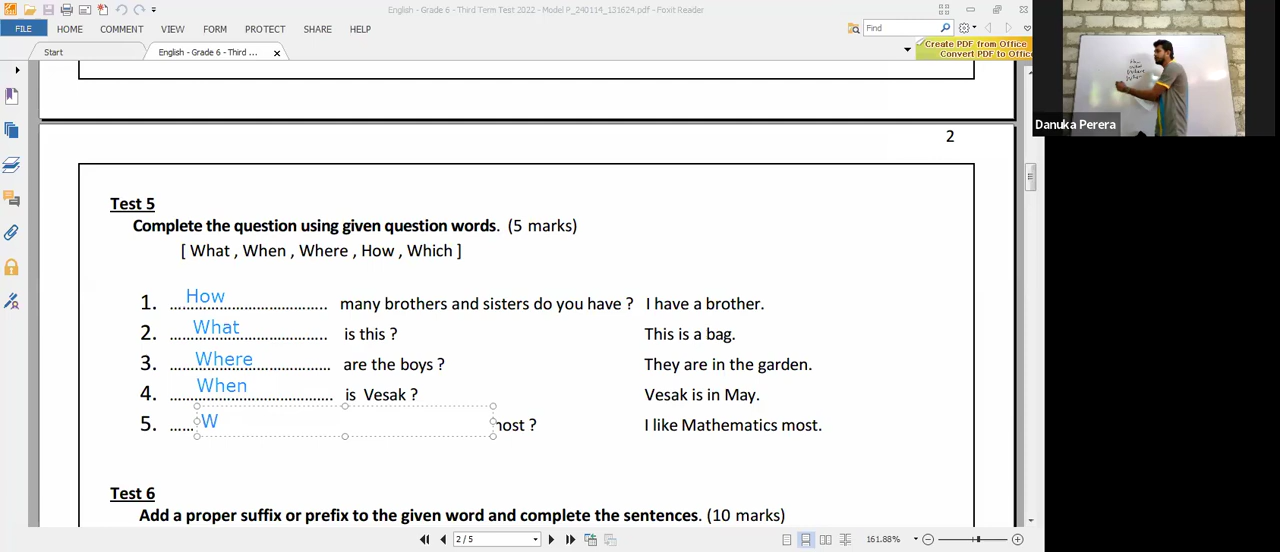 English - Grade 6 - Third Term Test 2022 - Model P_240114_131624.pdf - Foxit Reader
FILE HOME COMMENT VIEW FORM PROTECT SHARE HELP
Find
Start English - Grade 6 - Third ...
Create PDF from Office
Convert PDF to Offic
Danuka Perera
2
Test 5
Complete the question using given question words. (5 marks)
[ What , When , Where , How , Which ]
1. How many brothers and sisters do you have ? I have a brother.
2. What is this ? This is a bag.
3. Where are the boys ? They are in the garden.
4. When is Vesak ? Vesak is in May.
5. W most ? I like Mathematics most.
Test 6
Add a proper suffix or prefix to the given word and complete the sentences. (10 marks)
2 / 5
161.88%